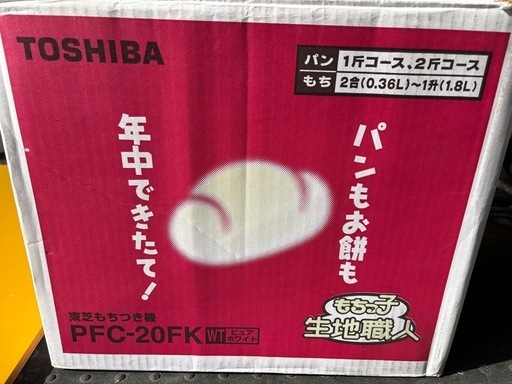 TOSHIBA
パン 1斤コース、2斤コース
もち 2合(0.36L)〜1升(1.8L)
パンもお餅も
年中できたて！
東芝もちつき機
PFC-20FK WT ピュアホワイト
もちっ子
生地職人